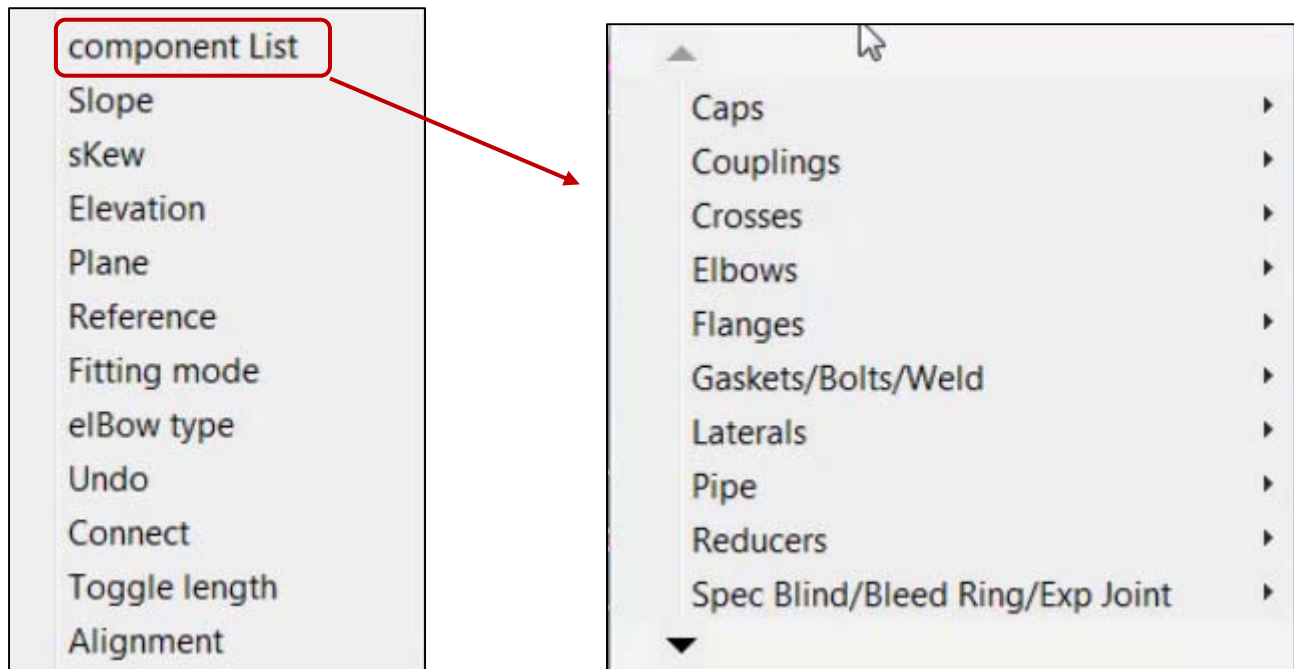 component List
Slope
sKew
Elevation
Plane
Reference
Fitting mode
elBow type
Undo
Connect
Toggle length
Alignment
Caps
Couplings
Crosses
Elbows
Flanges
Gaskets/Bolts/Weld
Laterals
Pipe
Reducers
Spec Blind/Bleed Ring/Exp Joint